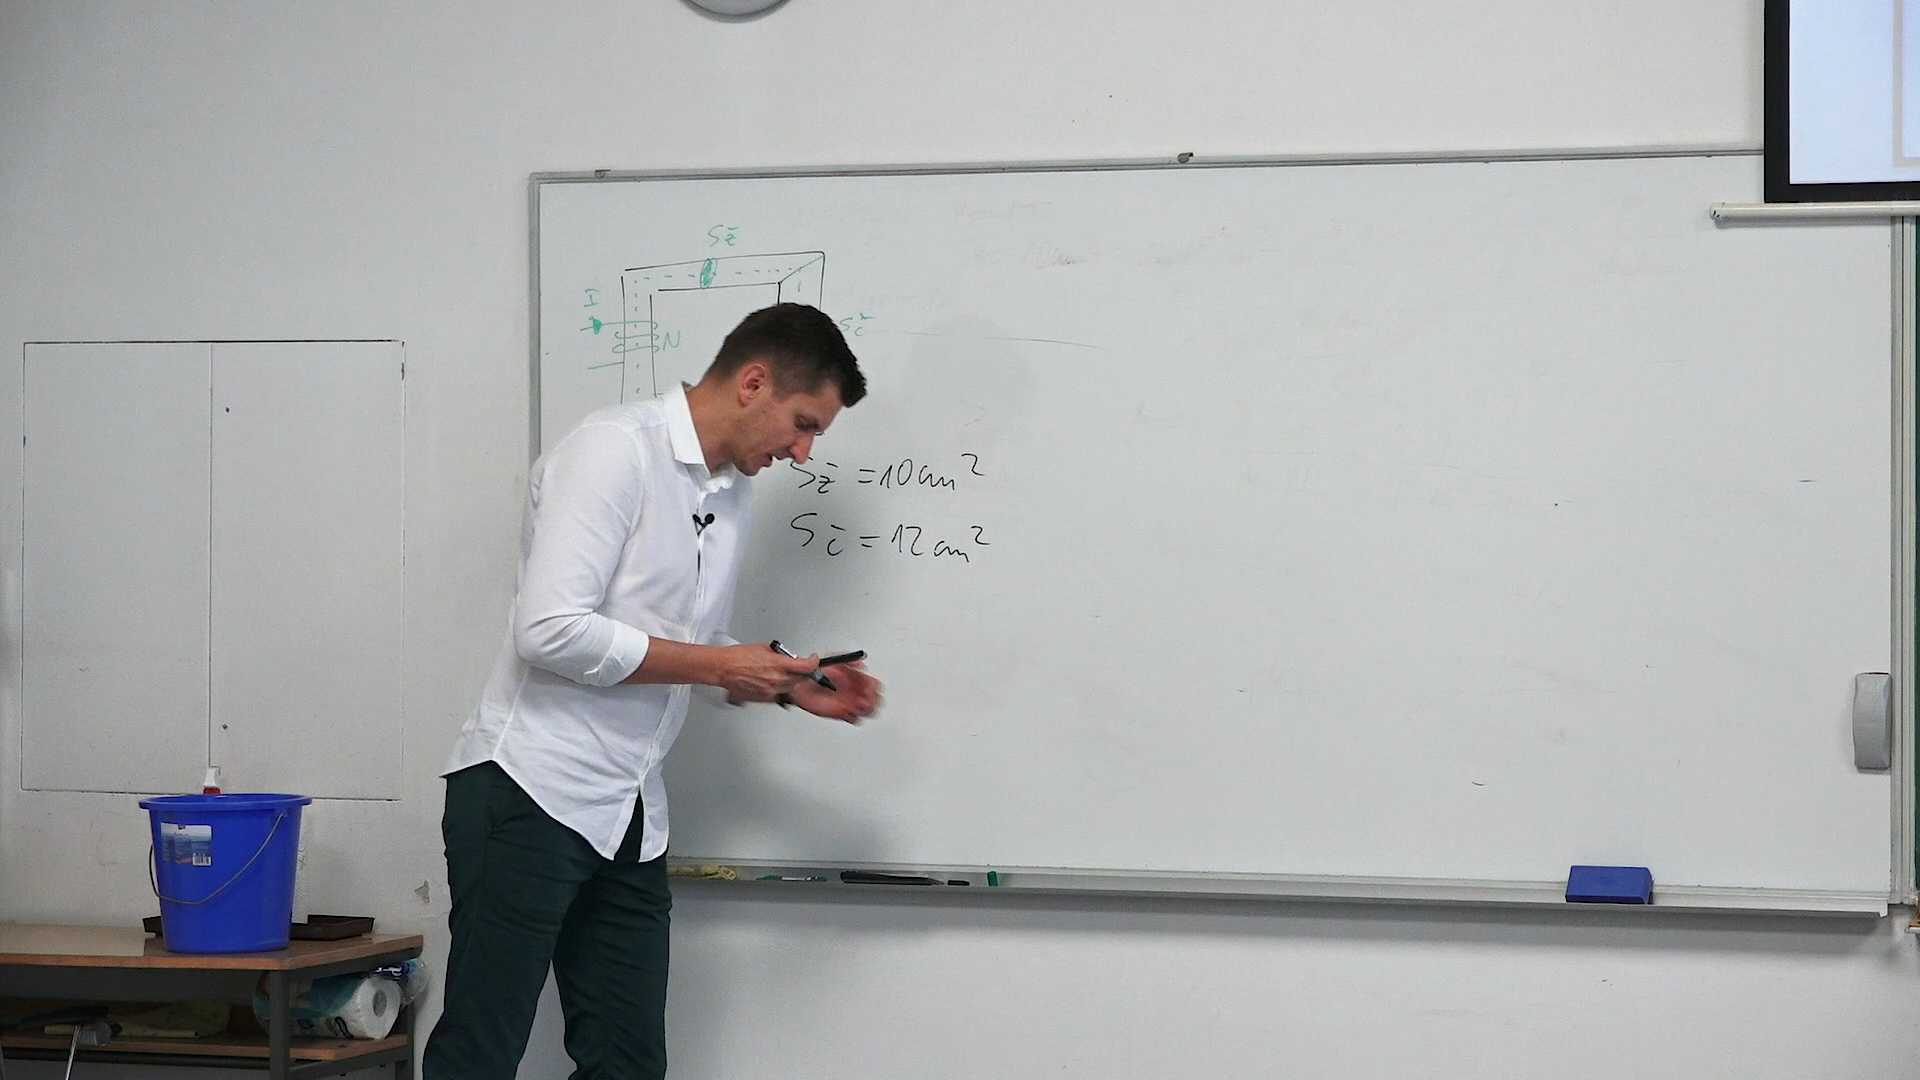 Sž
I
N
Sč
Sž = 10 cm²
Sč = 12 cm²